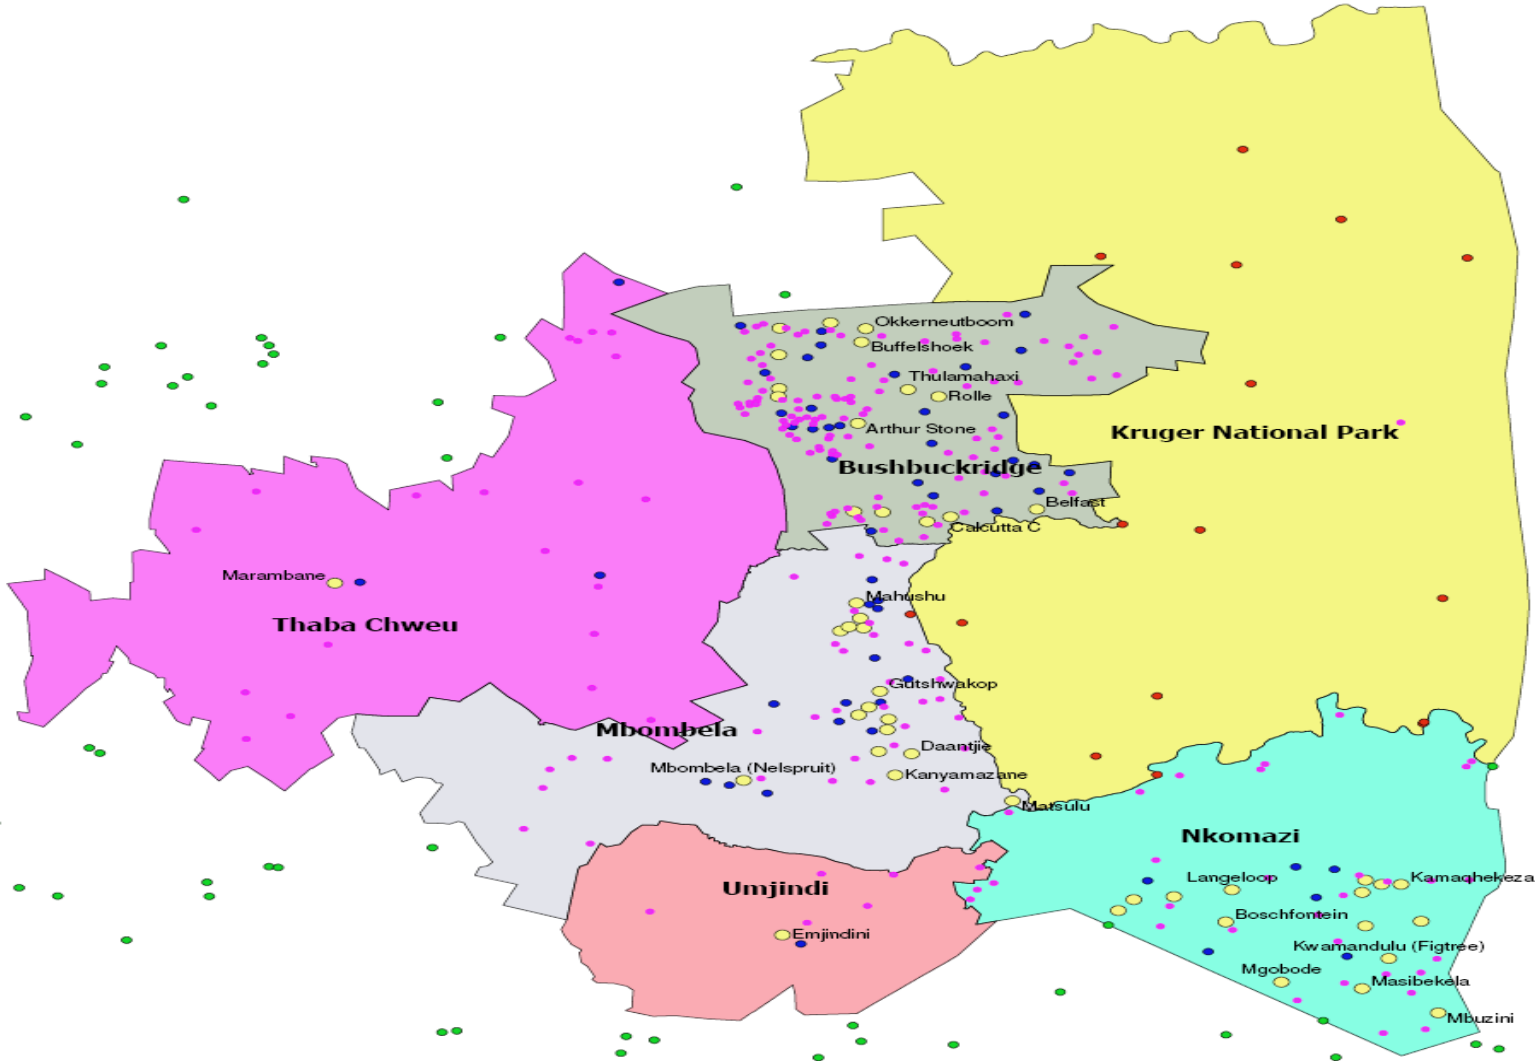 Okkerneutboom
Buffelshoek
Thulamahaxi
Rolle
Arthur Stone
Kruger National Park
Bushbuckridge
Belfast
Calcutta C
Marambane
Mahushu
Thaba Chweu
Gutshwakop
Mbombela
Daantjie
Mbombela (Nelspruit)
Kanyamazane
Matsulu
Nkomazi
Langeloop
Kamaqhekeza
Umjindi
Boschfontein
Emjindini
Kwamandulu (Figtree)
Mgobode
Masibekela
Mbuzini